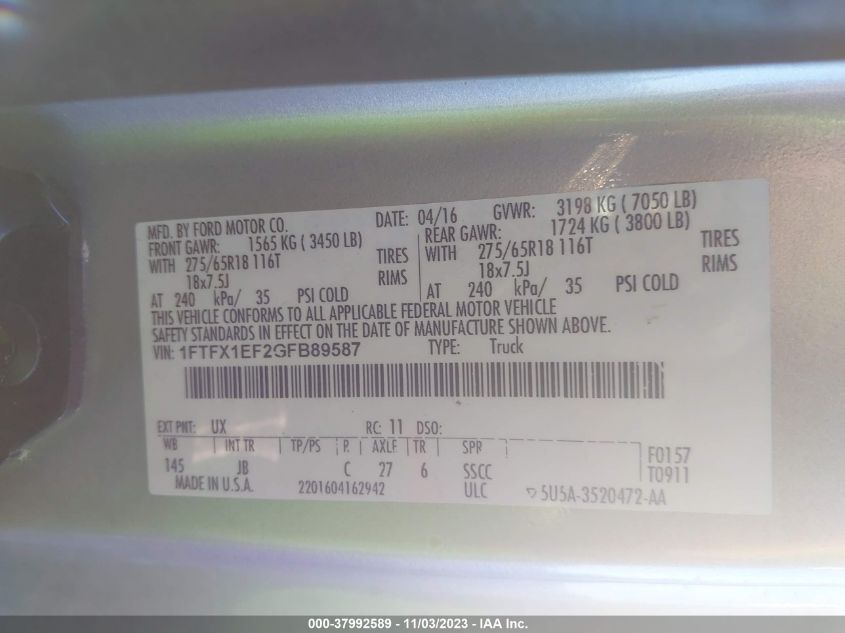 MFD. BY FORD MOTOR CO. DATE: 04/16 GVWR: 3198 KG ( 7050 LB)
FRONT GAWR: 1565 KG ( 3450 LB) REAR GAWR: 1724 KG ( 3800 LB)
WITH 275/65R18 116T TIRES WITH 275/65R18 116T TIRES
18x7.5J RIMS 18x7.5J RIMS
AT 240 kPa/ 35 PSI COLD AT 240 kPa/ 35 PSI COLD
THIS VEHICLE CONFORMS TO ALL APPLICABLE FEDERAL MOTOR VEHICLE
SAFETY STANDARDS IN EFFECT ON THE DATE OF MANUFACTURE SHOWN ABOVE.
VIN: 1FTFX1EF2GFB89587 TYPE: Truck
EXT PNT: UX RC: 11 DSO:
WB INT TR TP/PS R AXLE TR SPR F0157
145 JB C 27 6 SSCC T0911
MADE IN U.S.A. 2201604162942 ULC 5U5A-3520472-AA
000-37992589 - 11/03/2023 - IAA Inc.